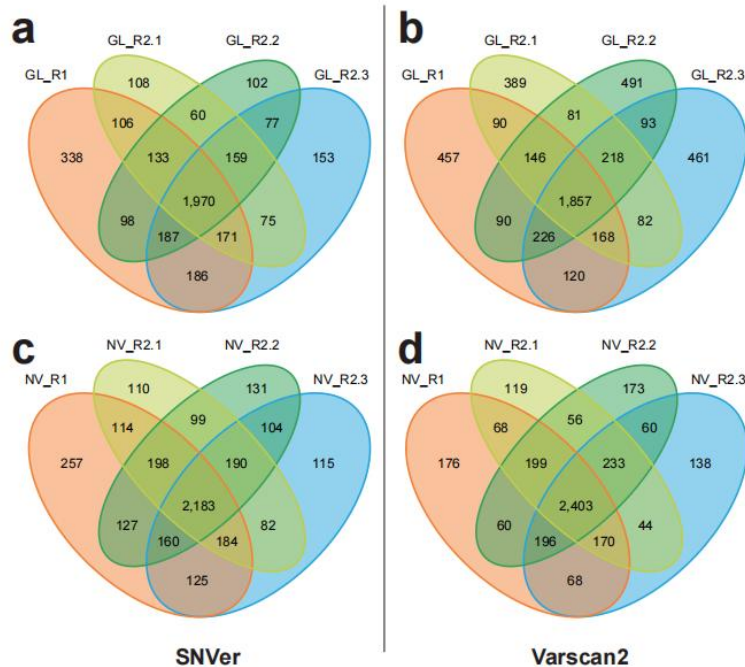 a
GL_R2.1 GL_R2.2
GL_R1 GL_R2.3
108 102
106 60 77
338 133 159 153
1,970
98 187 171 75
186
b
GL_R2.1 GL_R2.2
GL_R1 GL_R2.3
389 491
90 81 93
457 146 218 461
1,857
90 226 168 82
120
c
NV_R2.1 NV_R2.2
NV_R1 NV_R2.3
110 131
114 99 104
257 198 190 115
2,183
127 160 184 82
125
d
NV_R2.1 NV_R2.2
NV_R1 NV_R2.3
119 173
68 56 60
176 199 233 138
2,403
60 196 170 44
68
SNVer
Varscan2